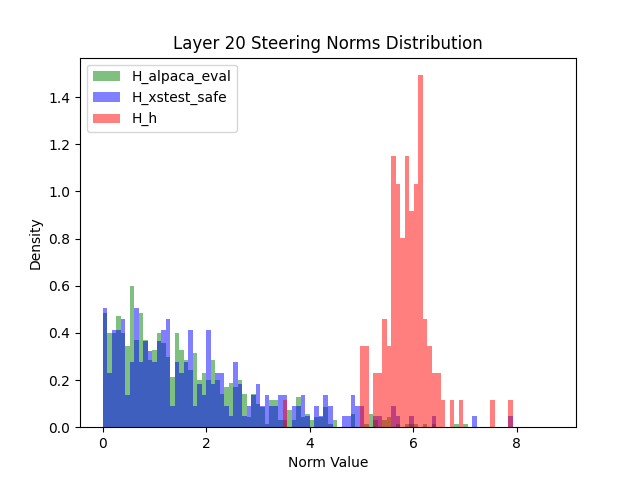 Layer 20 Steering Norms Distribution
H_alpaca_eval
H_xstest_safe
H_h
Density
1.4
1.2
1.0
0.8
0.6
0.4
0.2
0.0
0 2 4 6 8
Norm Value